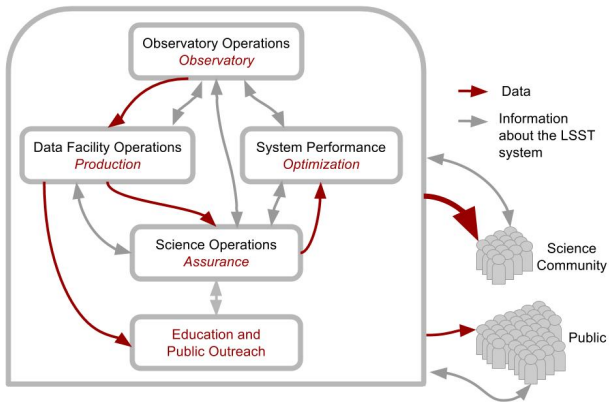 Observatory Operations
Observatory
Data Facility Operations
Production
System Performance
Optimization
Science Operations
Assurance
Education and
Public Outreach
Data
Information
about the LSST
system
Science
Community
Public